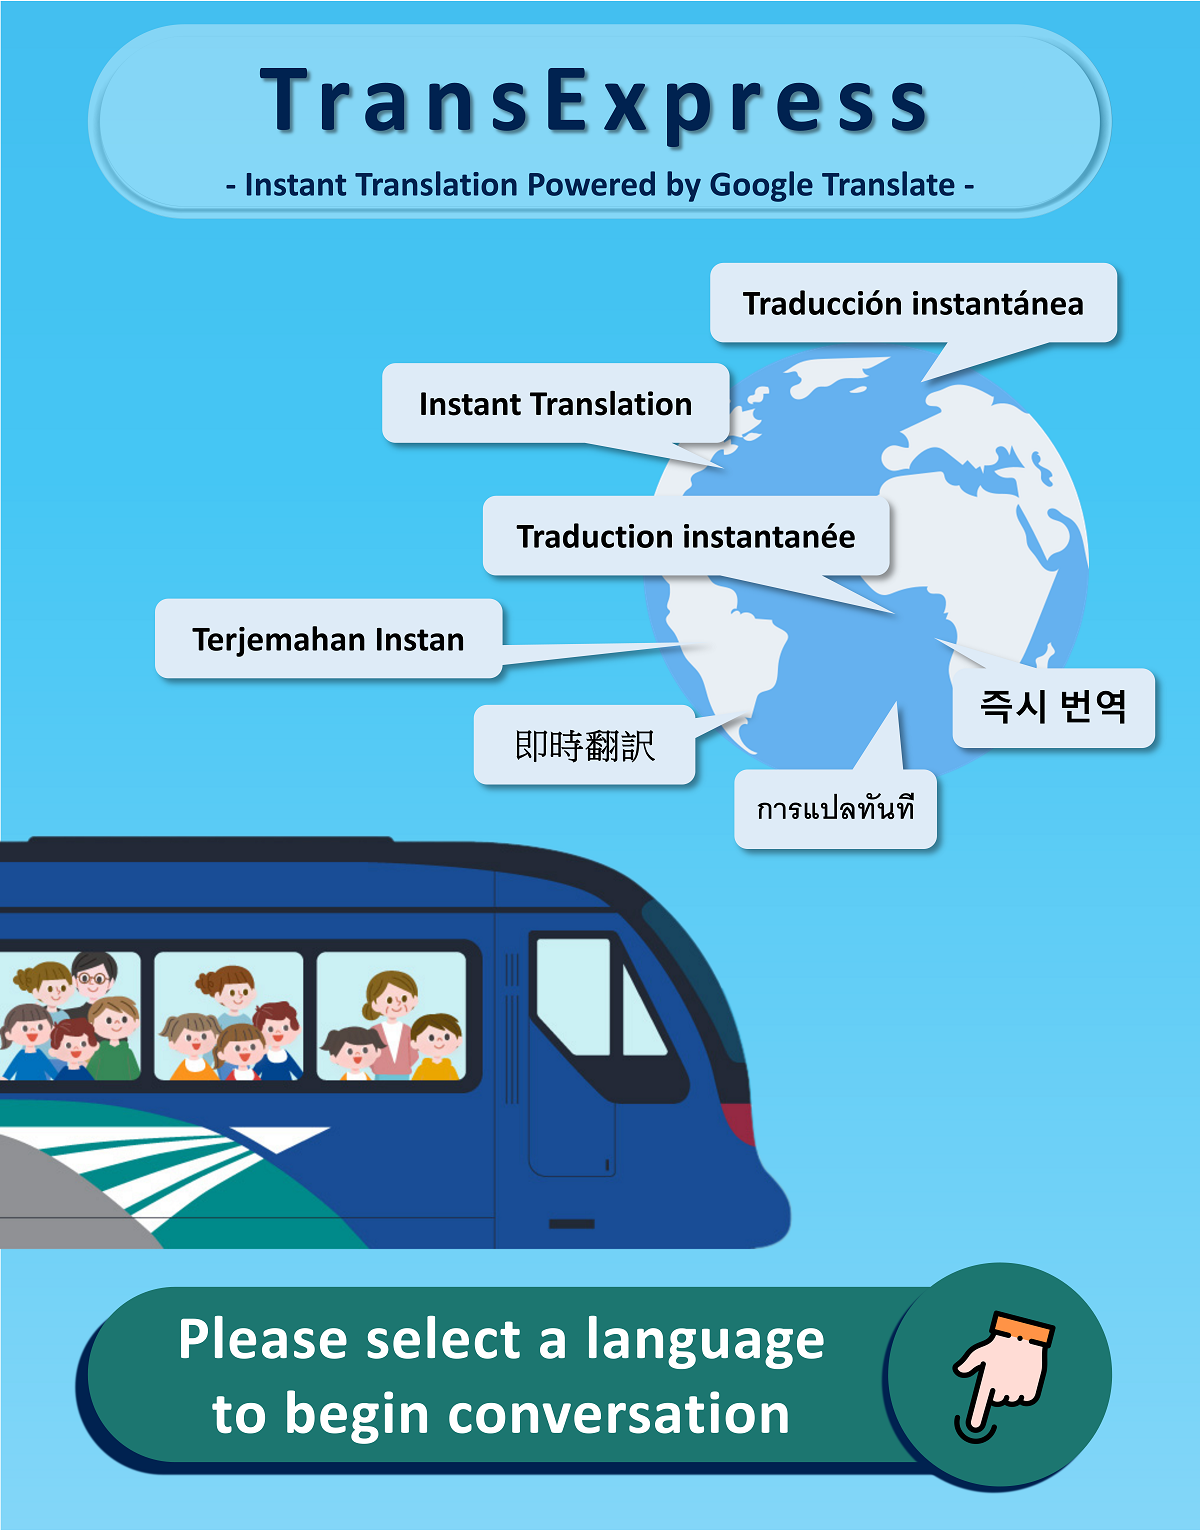 TransExpress
- Instant Translation Powered by Google Translate -
Traducción instantánea
Instant Translation
Traduction instantanée
Terjemahan Instan
즉시 번역
即時翻訳
การแปลทันที
Please select a language
to begin conversation